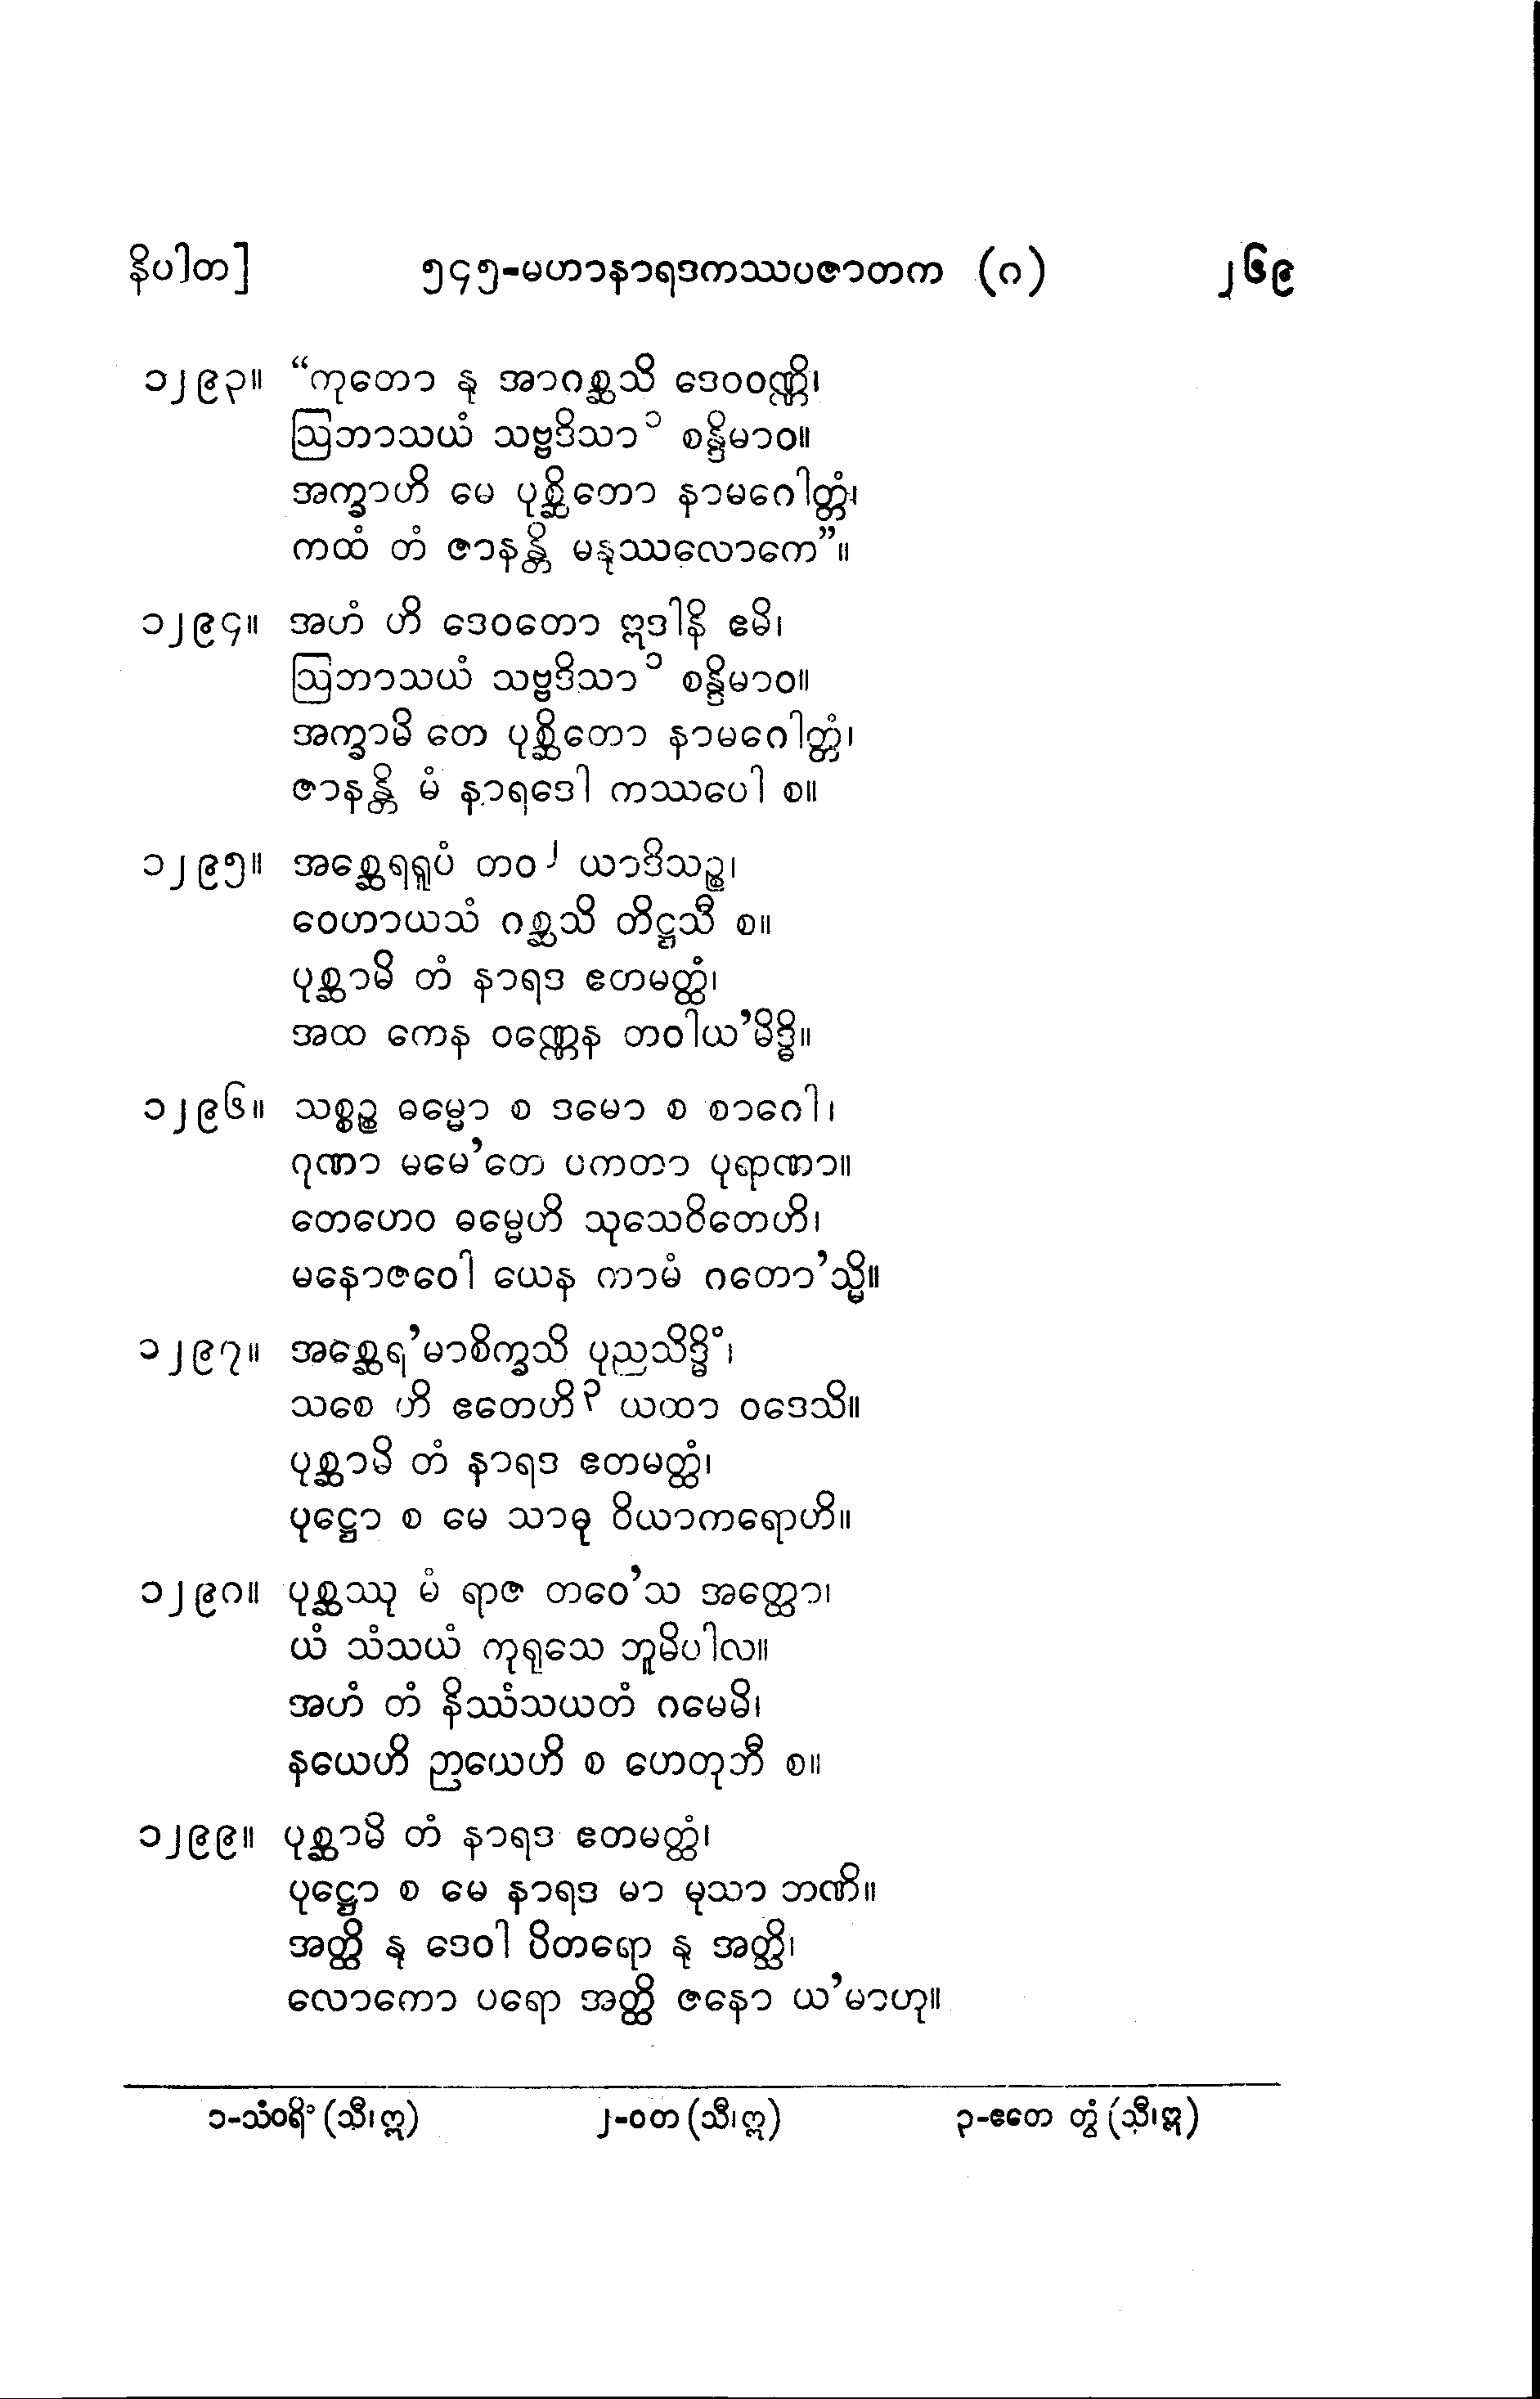 နိပါတ] ၅၄၅-မဟာနာရဒကဿပဇာတက (ဂ) ၂၆၉
၁၂၉၃။ “ကုတော နု အာဂစ္ဆသိ ဒေဝဝဏ္ဏိ၊
ဩဘာသယံ သဗ္ဗဒိသာ ၁ စန္ဒိမာဝ။
အက္ခာဟိ မေ ပုစ္ဆိတော နာမဂေါတ္တံ၊
ကထံ တံ ဇာနန္တိ မနုဿလောကေ”။
၁၂၉၄။ အဟံ ဟိ ဒေဝတော ဣဒါနိ ဧမိ၊
ဩဘာသယံ သဗ္ဗဒိသာ ၁ စန္ဒိမာဝ။
အက္ခာမိ တေ ပုစ္ဆိတော နာမဂေါတ္တံ၊
ဇာနန္တိ မံ နာရဒေါ ကဿပေါ စ။
၁၂၉၅။ အစ္ဆေရရူပံ တဝ ၂ ယာဒိသဉ္စ၊
ဝေဟာယသံ ဂစ္ဆသိ တိဋ္ဌသီ စ။
ပုစ္ဆာမိ တံ နာရဒ ဧတမတ္ထံ၊
အထ ကေန ဝဏ္ဏေန တဝါယ’မိဒ္ဓိ။
၁၂၉၆။ သစ္စဉ္စ ဓမ္မော စ ဒမော စ စာဂေါ၊
ဂုဏာ မမေ’တေ ပကတာ ပုရာဏာ။
တေဟေဝ ဓမ္မေဟိ သုသေဝိတေဟိ၊
မနောဇဝေါ ယေန ကာမံ ဂတော’သ္မိ။
၁၂၉၇။ အစ္ဆေရ’မာစိက္ခသိ ပုညသိဒ္ဓိံ၊
သစေ ဟိ ဧတေဟိ ၃ ယထာ ဝဒေသိ။
ပုစ္ဆာမိ တံ နာရဒ ဧတမတ္ထံ၊
ပုဋ္ဌော စ မေ သာဓု ဝိယာကရောဟိ။
၁၂၉၈။ ပုစ္ဆဿု မံ ရာဇ တဝေ’သ အတ္ထော၊
ယံ သံသယံ ကုရုသေ ဘူမိပါလ။
အဟံ တံ နိဿံသယတံ ဂမေမိ၊
နယေဟိ ဉာယေဟိ စ ဟေတုဘီ စ။
၁၂၉၉။ ပုစ္ဆာမိ တံ နာရဒ ဧတမတ္ထံ၊
ပုဋ္ဌော စ မေ နာရဒ မာ မုသာ ဘဏိ။
အတ္ထိ နု ဒေဝါ ပိတရော နု အတ္ထိ၊
လောကော ပရော အတ္ထိ ဇနော ယ’မာဟု။
၁-သံဝရိံ (သီ၊ဣ) ၂-ဝတ (သီ၊ဣ) ၃-ဧတေ တွံ (သီ၊ဣ)